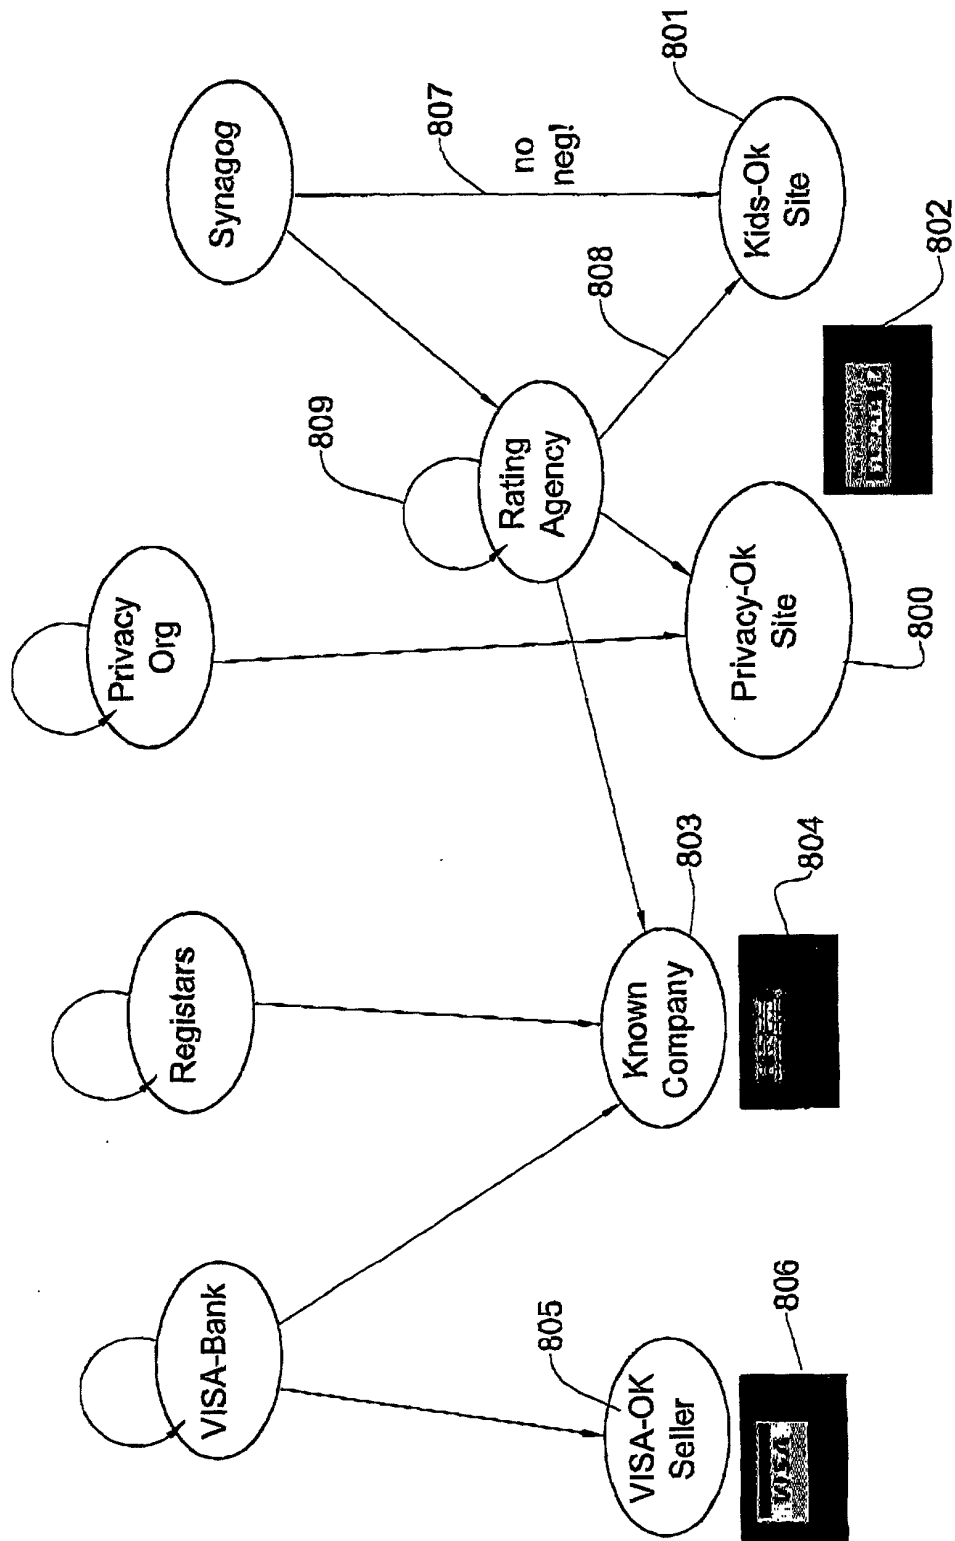 VISA-Bank
Registars
Privacy
Org
Synagog
809
807
no
neg!
Rating
Agency
808
805
VISA-OK
Seller
Known
Company
803
Privacy-Ok
Site
Kids-Ok
Site
801
VISA
806
804
800
802